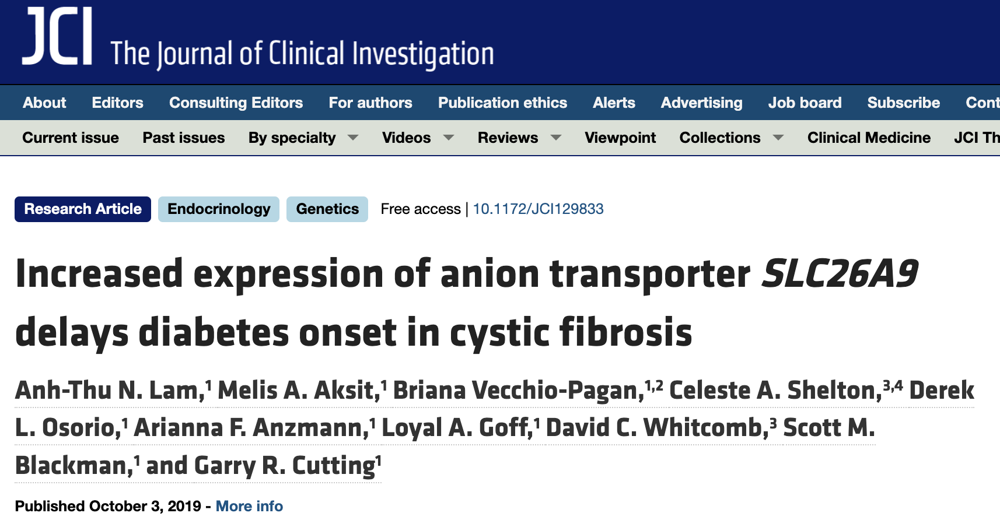 JCI The Journal of Clinical Investigation
About Editors Consulting Editors For authors Publication ethics Alerts Advertising Job board Subscribe Cont
Current issue Past issues By specialty Videos Reviews Viewpoint Collections Clinical Medicine JCI Th
Research Article Endocrinology Genetics Free access | 10.1172/JCI129833
Increased expression of anion transporter SLC26A9
delays diabetes onset in cystic fibrosis
Anh-Thu N. Lam,¹ Melis A. Aksit,¹ Briana Vecchio-Pagan,¹,² Celeste A. Shelton,³,⁴ Derek
L. Osorio,¹ Arianna F. Anzmann,¹ Loyal A. Goff,¹ David C. Whitcomb,³ Scott M.
Blackman,¹ and Garry R. Cutting¹
Published October 3, 2019 - More info